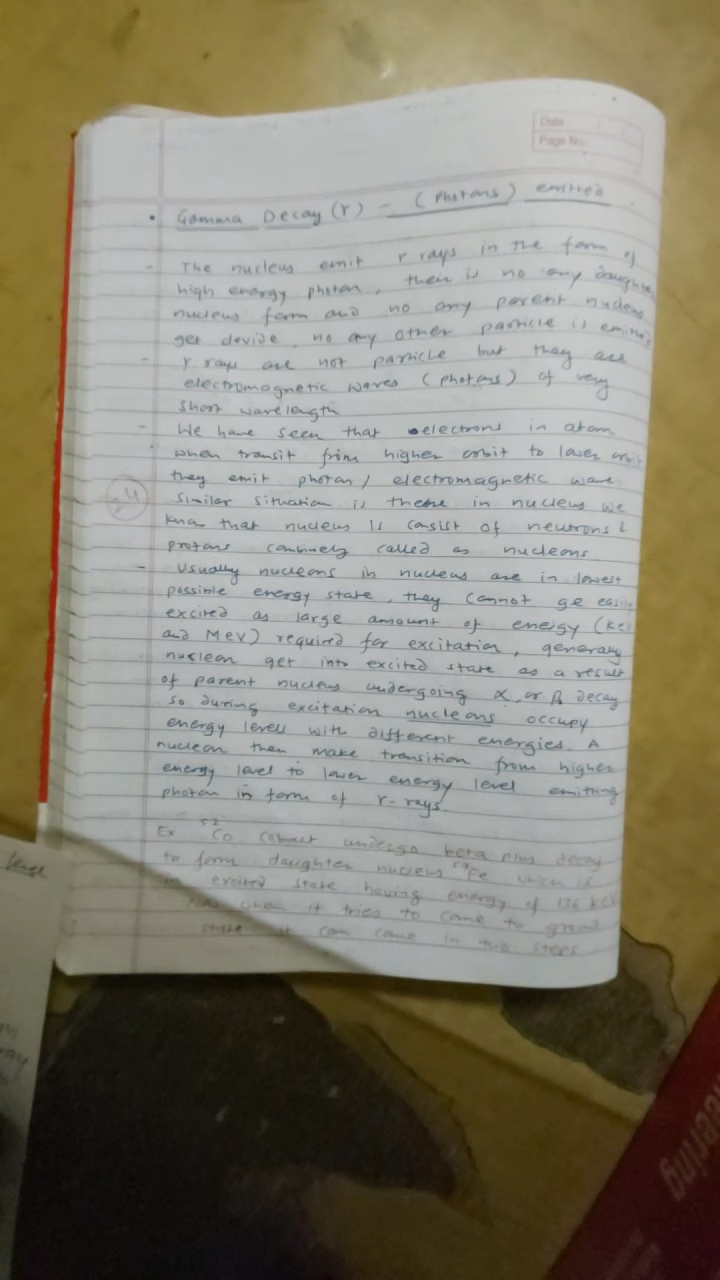 Date
Page No.
• Gamma Decay (γ) - (Photons) emitted.
- The nucleus emit γ rays in the form of
high energy photon, their is no any daughter
nucleus form and no any parent nucleus
get devide, no any other particle is emitted
- γ rays are not particle but they are
electromagnetic waves (photons) of very
short wavelength
- We have seen that electrons in atom
when transit from higher orbit to lower orbit
they emit photon / electromagnetic wave
24
similar situation is there in nucleus we
know that nucleus is consist of neutrons &
protons called as nucleons
- Usually nucleons in nucleus are in lowest
possible energy state, they cannot ge easily
excited as large amount of energy (KeV
and MeV) required for excitation, generally
nucleon get into excited state as a result
of parent nucleus undergoing α or β decay
so during excitation nucleons occupy
energy levels with different energies. A
nucleon then make transition from higher
energy level to lower energy level emitting
photon in form of γ-rays
Ex Co undergo beta plus decay
to form daughter nucleus 57Fe which is
in excited state having energy of 136 KeV
Now when it tries to come to
state it can come in two steps
eering